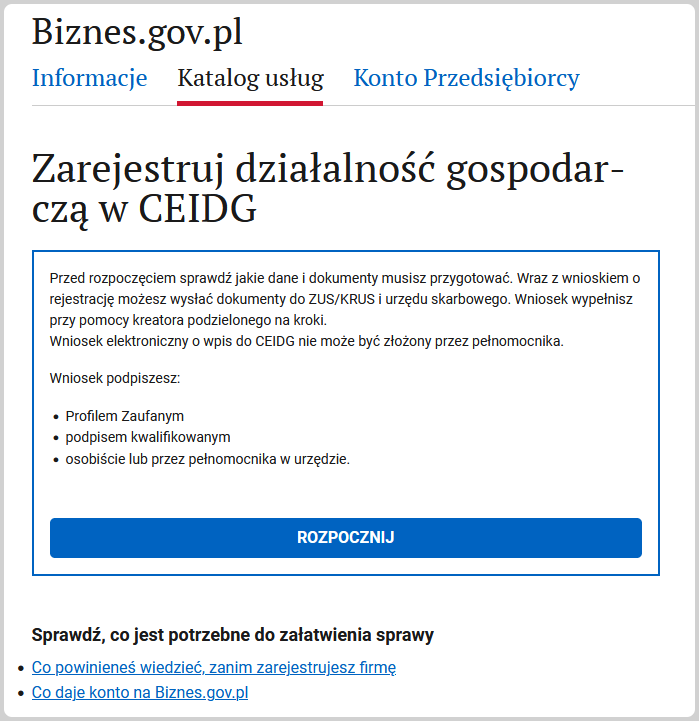 Biznes.gov.pl
Informacje Katalog usług Konto Przedsiębiorcy
Zarejestruj działalność gospodar-
czą w CEIDG
Przed rozpoczęciem sprawdź jakie dane i dokumenty musisz przygotować. Wraz z wnioskiem o
rejestrację możesz wysłać dokumenty do ZUS/KRUS i urzędu skarbowego. Wniosek wypełnisz
przy pomocy kreatora podzielonego na kroki.
Wniosek elektroniczny o wpis do CEIDG nie może być złożony przez pełnomocnika.
Wniosek podpiszesz:
• Profilem Zaufanym
• podpisem kwalifikowanym
• osobiście lub przez pełnomocnika w urzędzie.
ROZPOCZNIJ
Sprawdź, co jest potrzebne do załatwienia sprawy
• Co powinieneś wiedzieć, zanim zarejestrujesz firmę
• Co daje konto na Biznes.gov.pl